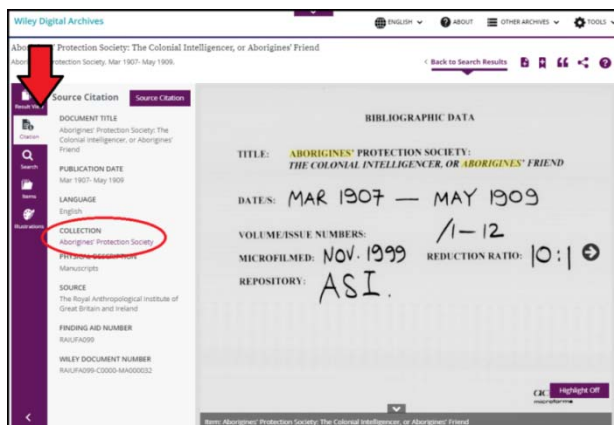 Wiley Digital Archives
ENGLISH
ABOUT
OTHER ARCHIVES
TOOLS
Aborigines' Protection Society: The Colonial Intelligencer, or Aborigines' Friend
Protection Society. Mar 1907- May 1909.
Back to Search Results
Result View
Citation
Search
Items
Illustrations
Source Citation
Source Citation
DOCUMENT TITLE
Aborigines' Protection Society: The
Colonial Intelligencer, or Aborigines'
Friend
PUBLICATION DATE
Mar 1907- May 1909
LANGUAGE
English
COLLECTION
Aborigines' Protection Society
PHYSICAL DESCRIPTION
Manuscripts
SOURCE
The Royal Anthropological Institute of
Great Britain and Ireland
FINDING AID NUMBER
RAIUFA099
WILEY DOCUMENT NUMBER
RAIUFA099-C0000-MA000032
BIBLIOGRAPHIC DATA
TITLE: ABORIGINES' PROTECTION SOCIETY:
THE COLONIAL INTELLIGENCER, OR ABORIGINES' FRIEND
DATE/S: MAR 1907 — MAY 1909
VOLUME/ISSUE NUMBERS: /1-12
MICROFILMED: NOV. 1999 REDUCTION RATIO: 10:1
REPOSITORY: ASI.
Highlight Off
Item: Aborigines' Protection Society: The Colonial Intelligencer, or Aborigines' Friend